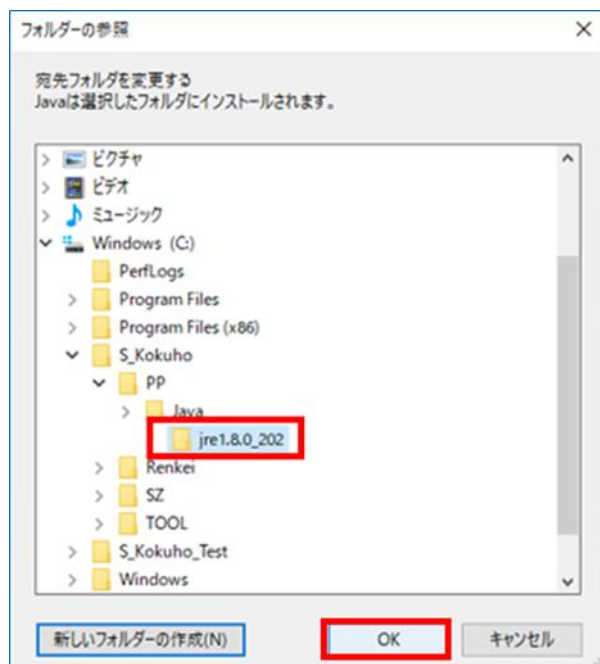 フォルダーの参照
宛先フォルダを変更する
Javaは選択したフォルダにインストールされます。
ピクチャ
ビデオ
ミュージック
Windows (C:)
PerfLogs
Program Files
Program Files (x86)
S_Kokuho
PP
Java
jre1.8.0_202
Renkei
SZ
TOOL
S_Kokuho_Test
Windows
新しいフォルダーの作成(N)
OK
キャンセル